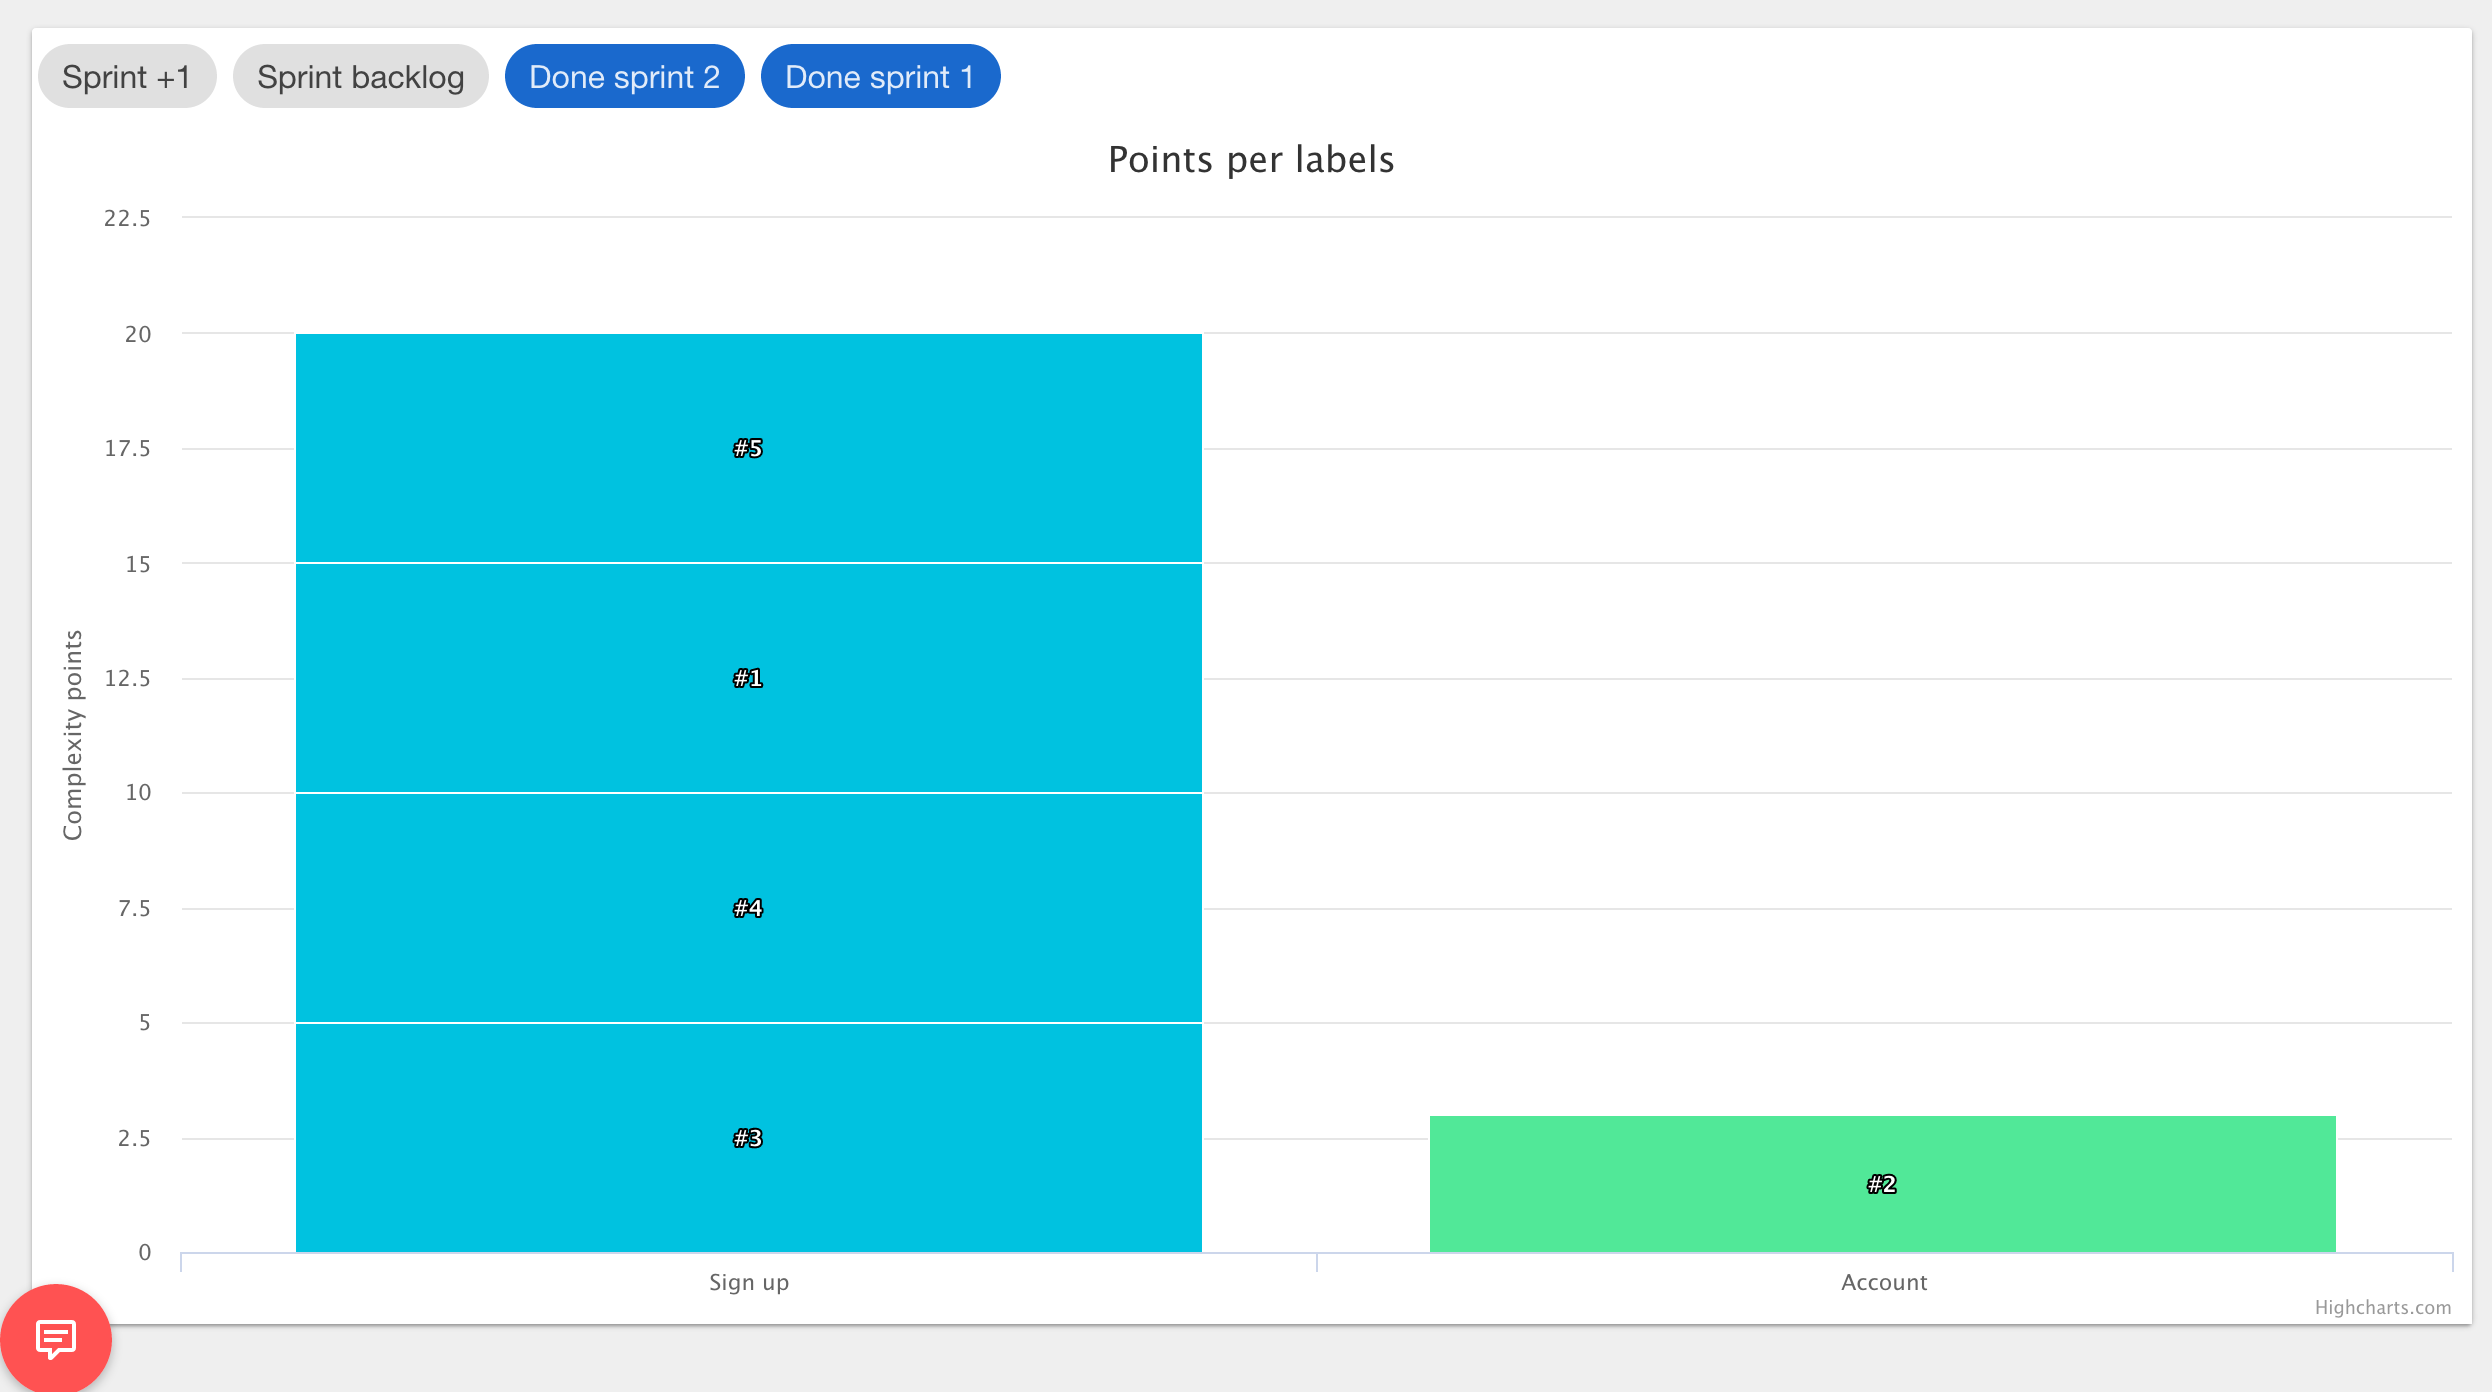 Sprint +1
Sprint backlog
Done sprint 2
Done sprint 1
Points per labels
Complexity points
22.5
20
17.5
15
12.5
10
7.5
5
2.5
0
#5
#1
#4
#3
#2
Sign up
Account
Highcharts.com